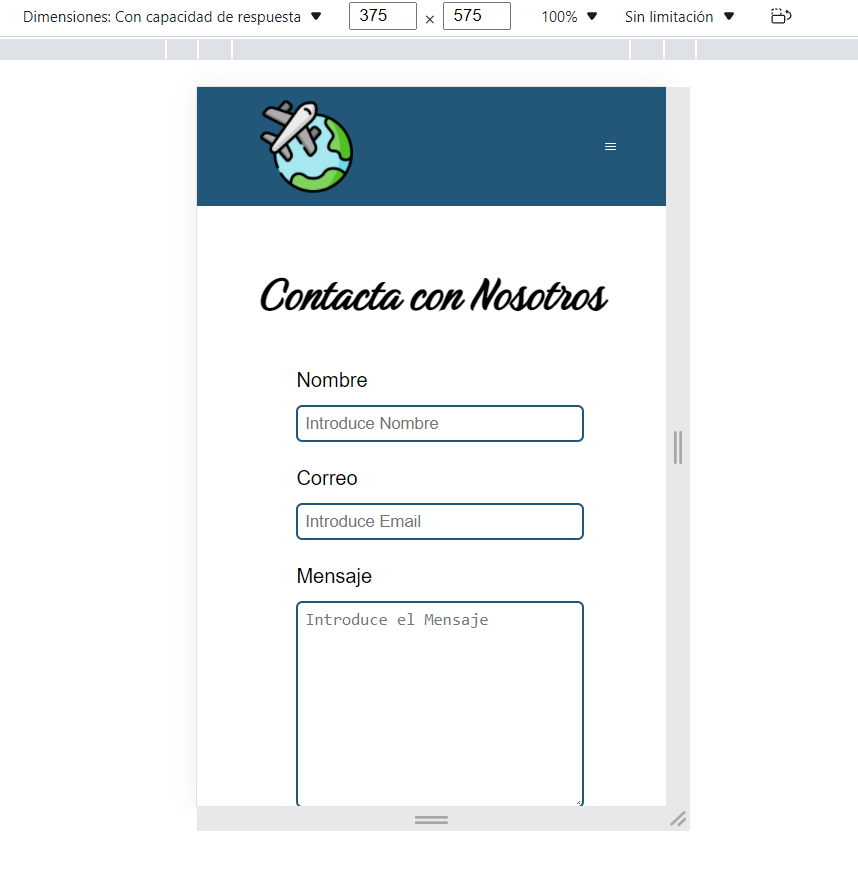 Dimensiones: Con capacidad de respuesta ▼ 375 × 575 100% ▼ Sin limitación ▼
Contacta con Nosotros
Nombre
Introduce Nombre
Correo
Introduce Email
Mensaje
Introduce el Mensaje